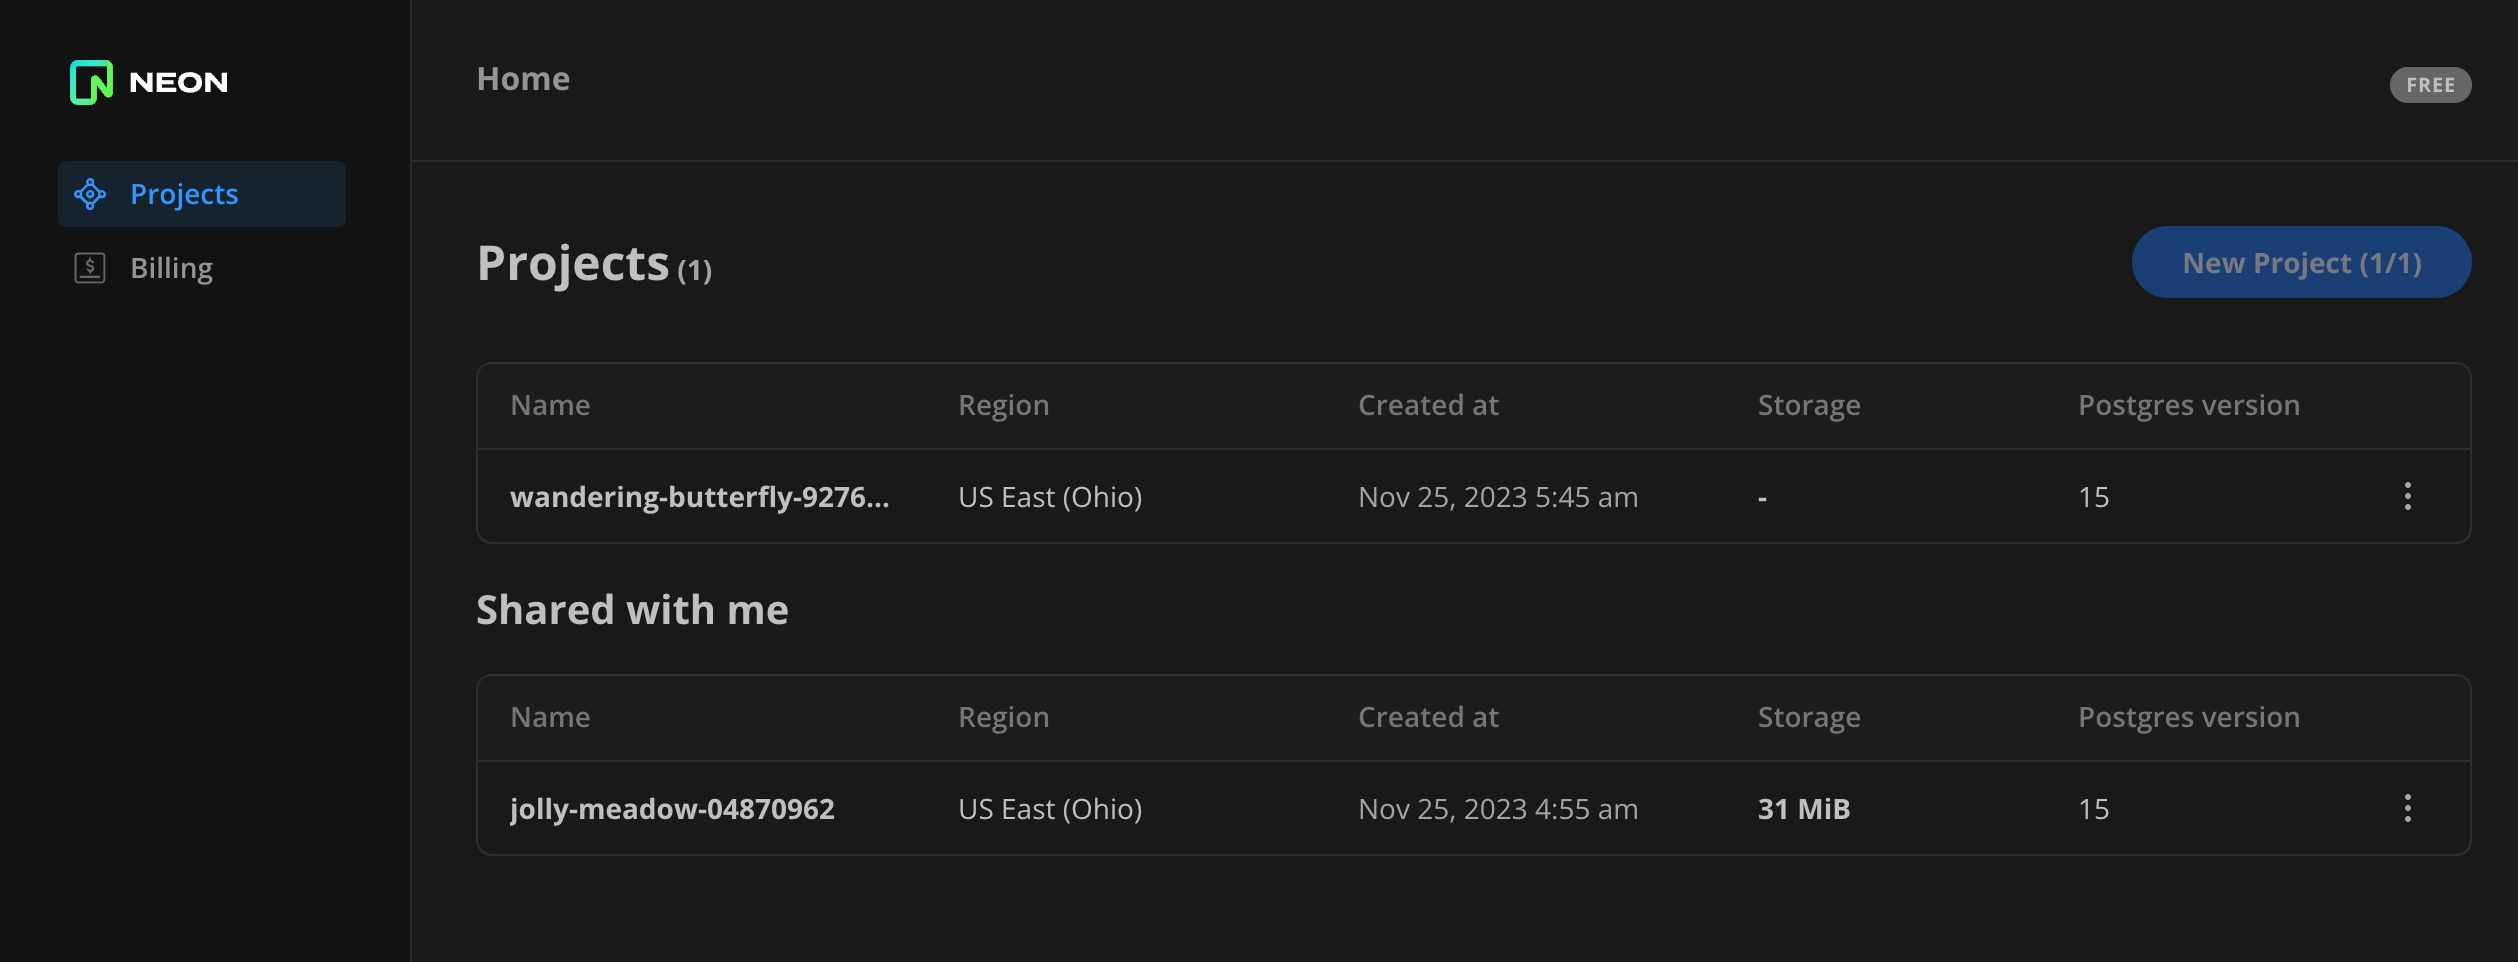 NEON
Home
FREE
Projects
Billing
Projects (1)
New Project (1/1)
Name Region Created at Storage Postgres version
wandering-butterfly-9276... US East (Ohio) Nov 25, 2023 5:45 am - 15
Shared with me
Name Region Created at Storage Postgres version
jolly-meadow-04870962 US East (Ohio) Nov 25, 2023 4:55 am 31 MiB 15